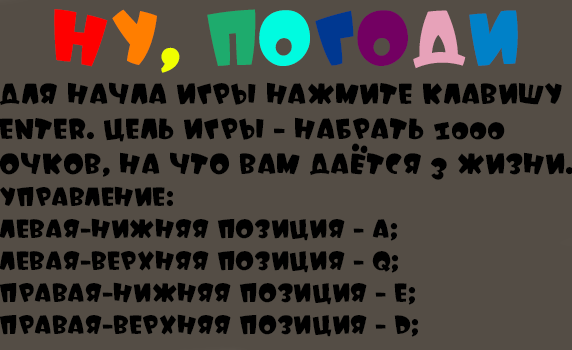 НУ, ПОГОДИ
ДЛЯ НАЧЛА ИГРЫ НАЖМИТЕ КЛАВИШУ
ENTER. ЦЕЛЬ ИГРЫ - НАБРАТЬ 1000
ОЧКОВ, НА ЧТО ВАМ ДАЁТСЯ 3 ЖИЗНИ.
УПРАВЛЕНИЕ:
ЛЕВАЯ-НИЖНЯЯ ПОЗИЦИЯ - A;
ЛЕВАЯ-ВЕРХНЯЯ ПОЗИЦИЯ - Q;
ПРАВАЯ-НИЖНЯЯ ПОЗИЦИЯ - E;
ПРАВАЯ-ВЕРХНЯЯ ПОЗИЦИЯ - D;